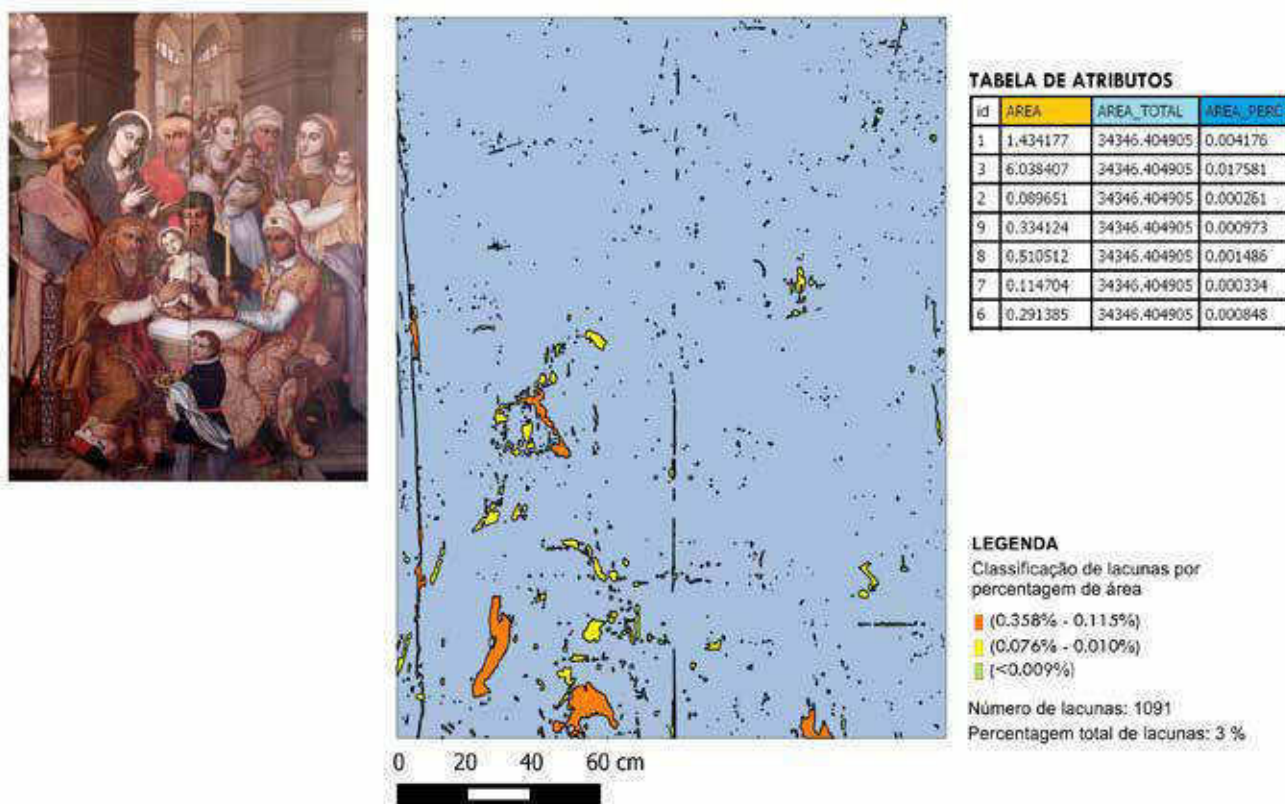 TABELA DE ATRIBUTOS
id AREA AREA_TOTAL AREA_PERC
1 1.434177 34346.404905 0.004176
3 6.038407 34346.404905 0.017581
2 0.089651 34346.404905 0.000261
9 0.334124 34346.404905 0.000973
8 0.510512 34346.404905 0.001486
7 0.114704 34346.404905 0.000334
6 0.291385 34346.404905 0.000848
LEGENDA
Classificação de lacunas por
percentagem de área
(0.358% - 0.115%)
(0.076% - 0.010%)
(<0.009%)
Número de lacunas: 1091
Percentagem total de lacunas: 3 %
0 20 40 60 cm